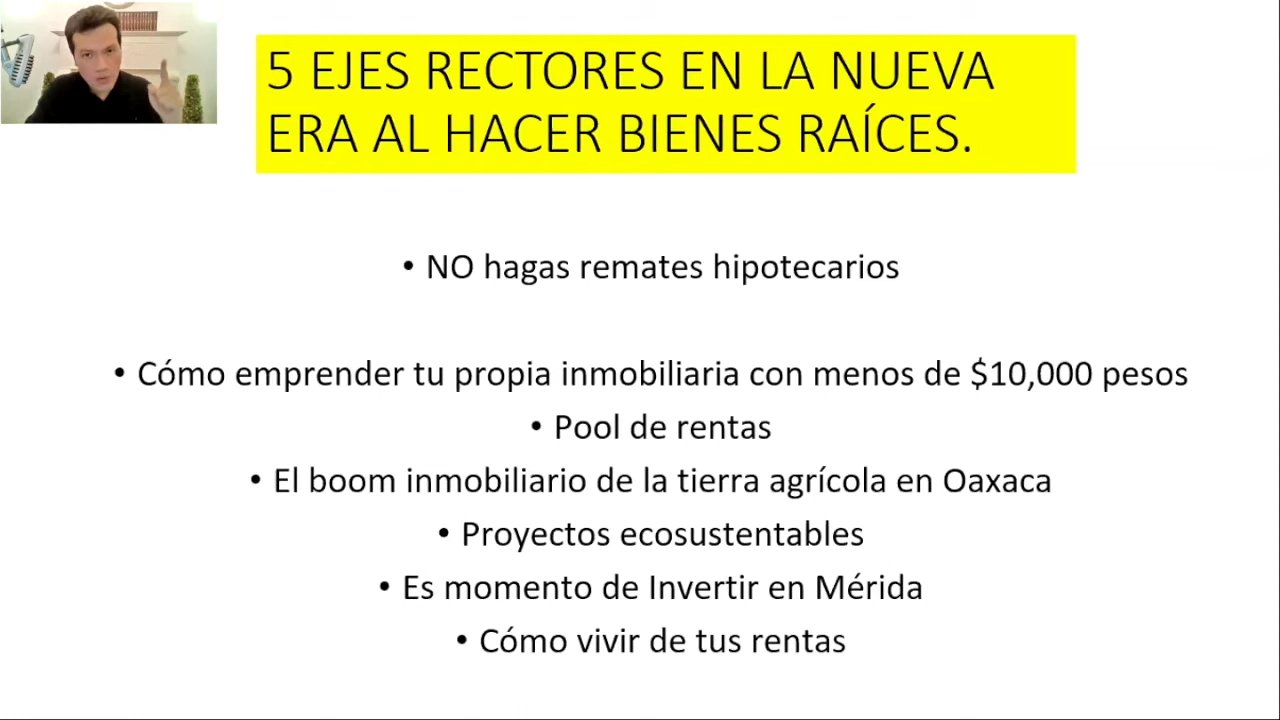 5 EJES RECTORES EN LA NUEVA
ERA AL HACER BIENES RAÍCES.
• NO hagas remates hipotecarios
• Cómo emprender tu propia inmobiliaria con menos de $10,000 pesos
• Pool de rentas
• El boom inmobiliario de la tierra agrícola en Oaxaca
• Proyectos ecosustentables
• Es momento de Invertir en Mérida
• Cómo vivir de tus rentas